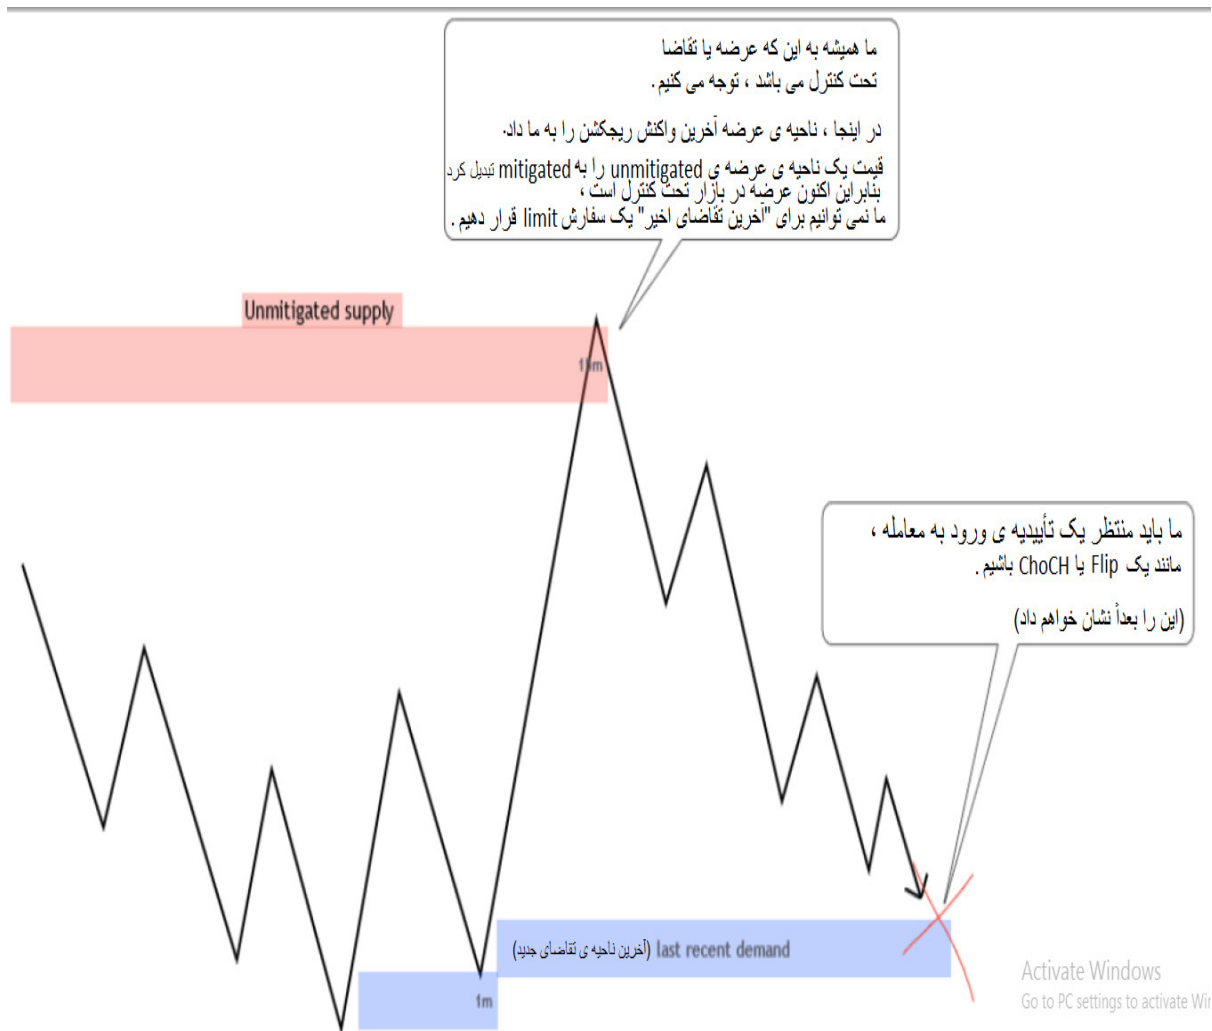 ما همیشه به این که عرضه یا تقاضا
تحت کنترل می باشد ، توجه می کنیم .
در اینجا ، ناحیه ی عرضه آخرین واکنش ریجکشن را به ما داد.
قیمت یک ناحیه ی عرضه ی unmitigated را به mitigated تبدیل کرد
بنابراین اکنون عرضه در بازار تحت کنترل است ،
ما نمی توانیم برای "آخرین تقاضای اخیر" یک سفارش limit قرار دهیم .
Unmitigated supply
15m
ما باید منتظر یک تأییدیه ی ورود به معامله ،
مانند یک Flip یا ChoCH باشیم .
(این را بعداً نشان خواهم داد)
last recent demand (آخرین ناحیه ی تقاضای جدید)
1m
Activate Windows
Go to PC settings to activate Wi